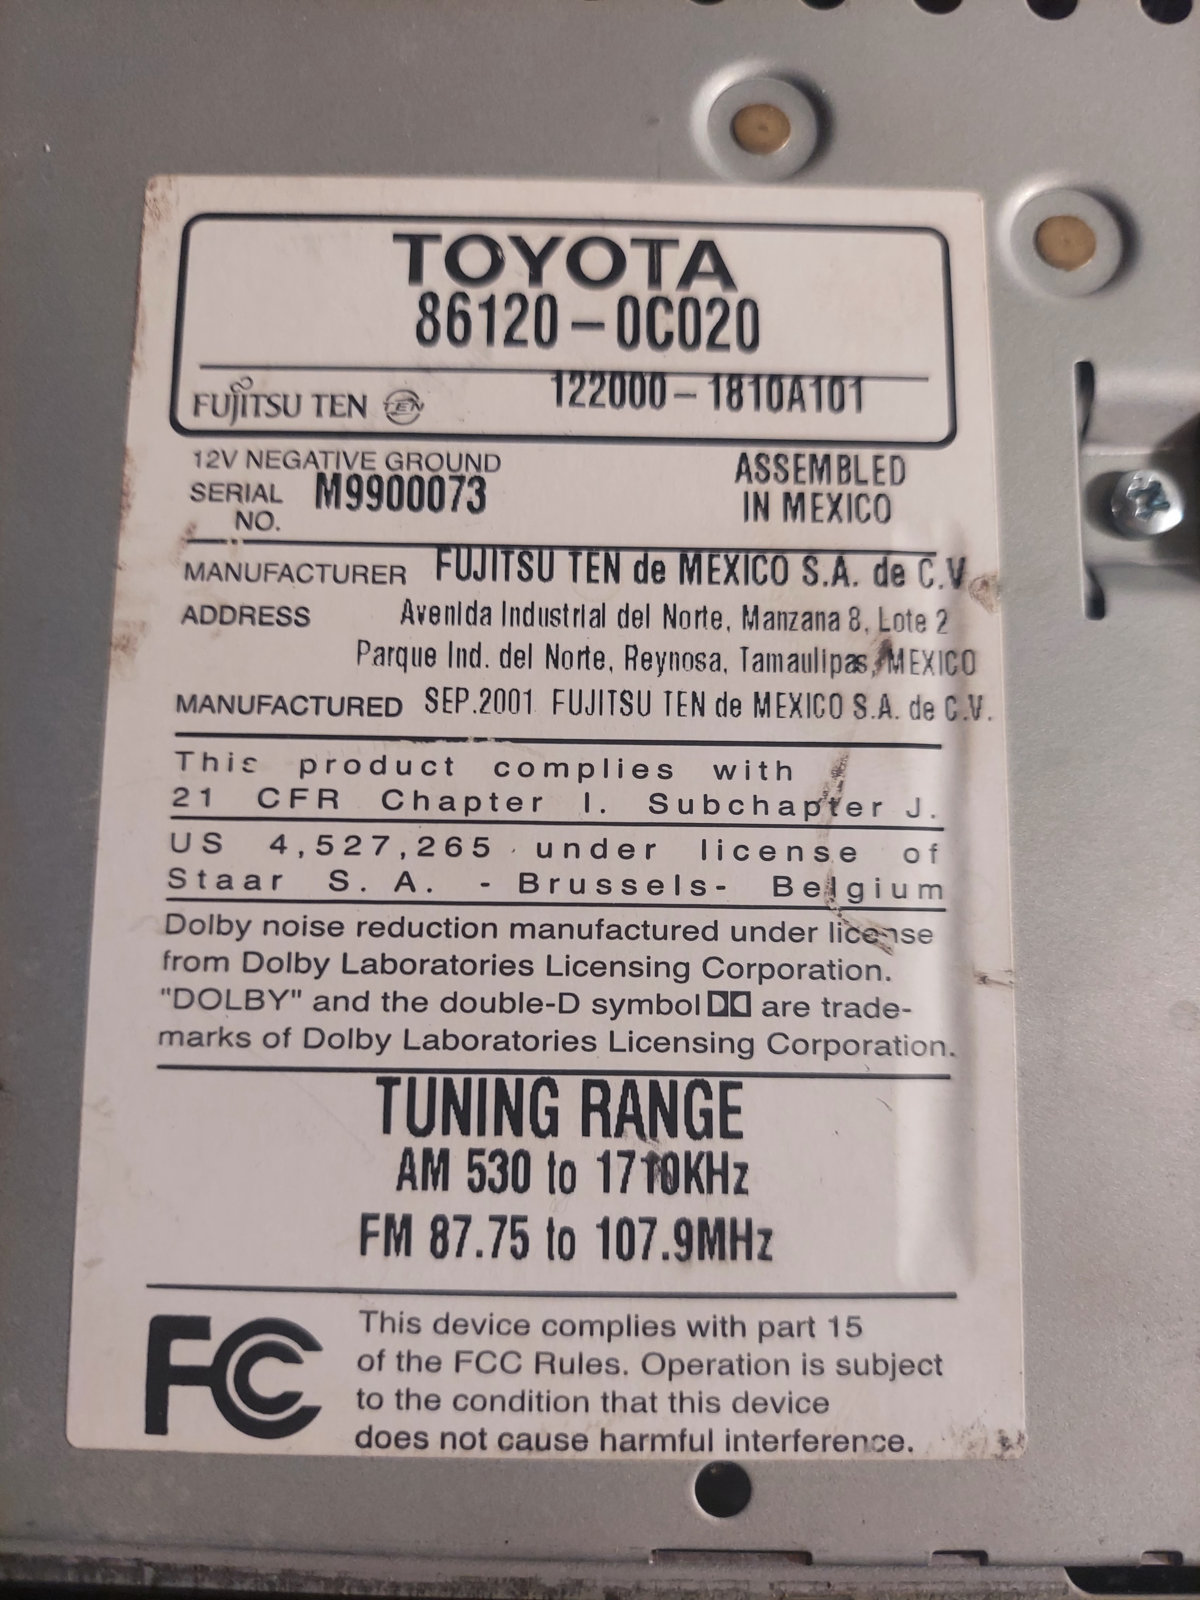 TOYOTA
86120-0C020
FUJITSU TEN TEN 122000-1810A101
12V NEGATIVE GROUND
SERIAL NO. M9900073
ASSEMBLED
IN MEXICO
MANUFACTURER FUJITSU TEN de MEXICO S.A. de C.V.
ADDRESS Avenida Industrial del Norte, Manzana 8, Lote 2
Parque Ind. del Norte, Reynosa, Tamaulipas, MEXICO
MANUFACTURED SEP.2001 FUJITSU TEN de MEXICO S.A. de C.V.
This product complies with
21 CFR Chapter I. Subchapter J.
US 4,527,265 under license of
Staar S. A. - Brussels- Belgium
Dolby noise reduction manufactured under license
from Dolby Laboratories Licensing Corporation.
"DOLBY" and the double-D symbol are trade-
marks of Dolby Laboratories Licensing Corporation.
TUNING RANGE
AM 530 to 1710KHz
FM 87.75 to 107.9MHz
FC This device complies with part 15
of the FCC Rules. Operation is subject
to the condition that this device
does not cause harmful interference.